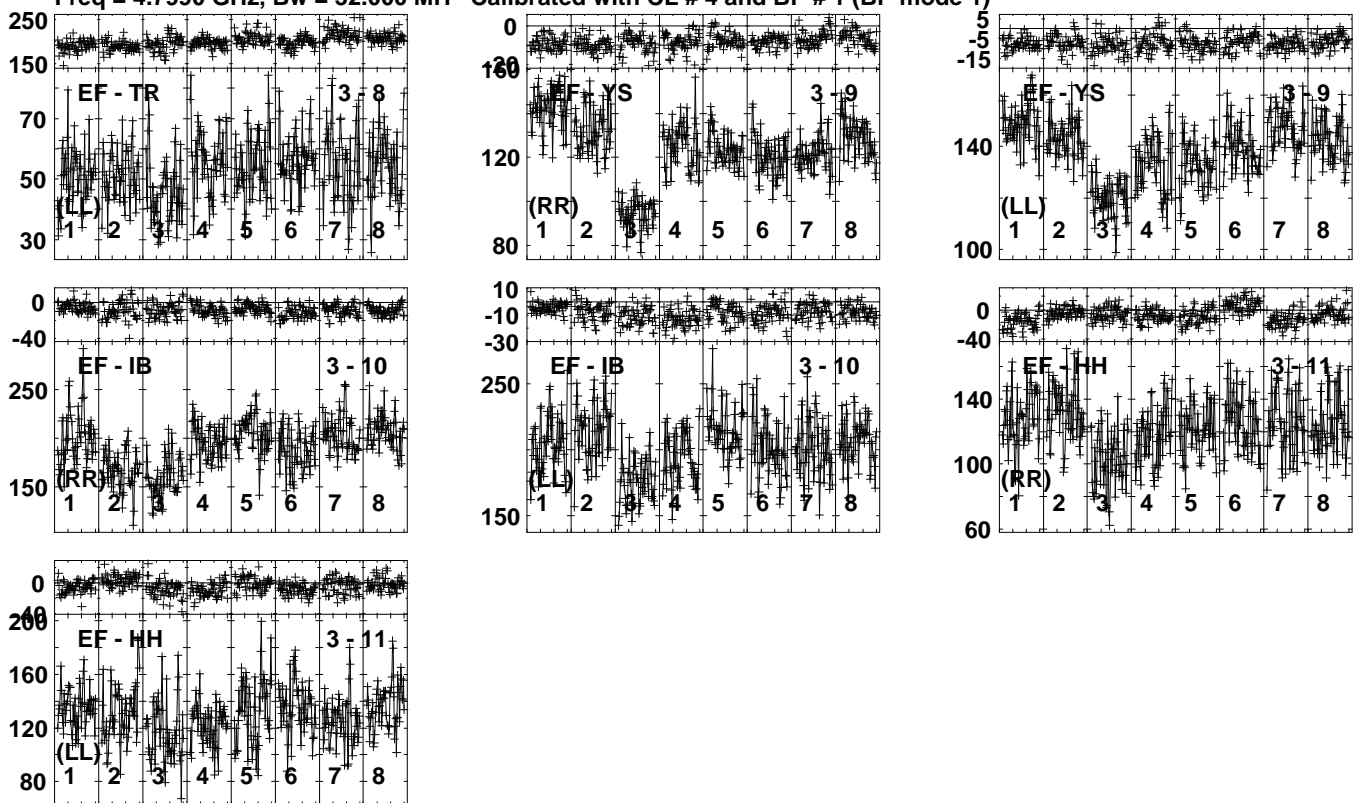 Freq = 4.7990 GHz, Bw = 32.000 MH Calibrated with CL # 4 and BP # 1 (BP mode 1)
250
150
EF - TR 3 - 8
70
50
30
(LL)
1 2 3 4 5 6 7 8
0
-20
160
EF - YS 3 - 9
120
80
(RR)
1 2 3 4 5 6 7 8
5
-5
-15
EF - YS 3 - 9
140
100
(LL)
1 2 3 4 5 6 7 8
0
-40
EF - IB 3 - 10
250
150
(RR)
1 2 3 4 5 6 7 8
10
-10
-30
EF - IB 3 - 10
250
150
(LL)
1 2 3 4 5 6 7 8
0
-40
EF - HH 3 - 11
140
100
60
(RR)
1 2 3 4 5 6 7 8
0
-40
200
EF - HH 3 - 11
160
120
80
(LL)
1 2 3 4 5 6 7 8